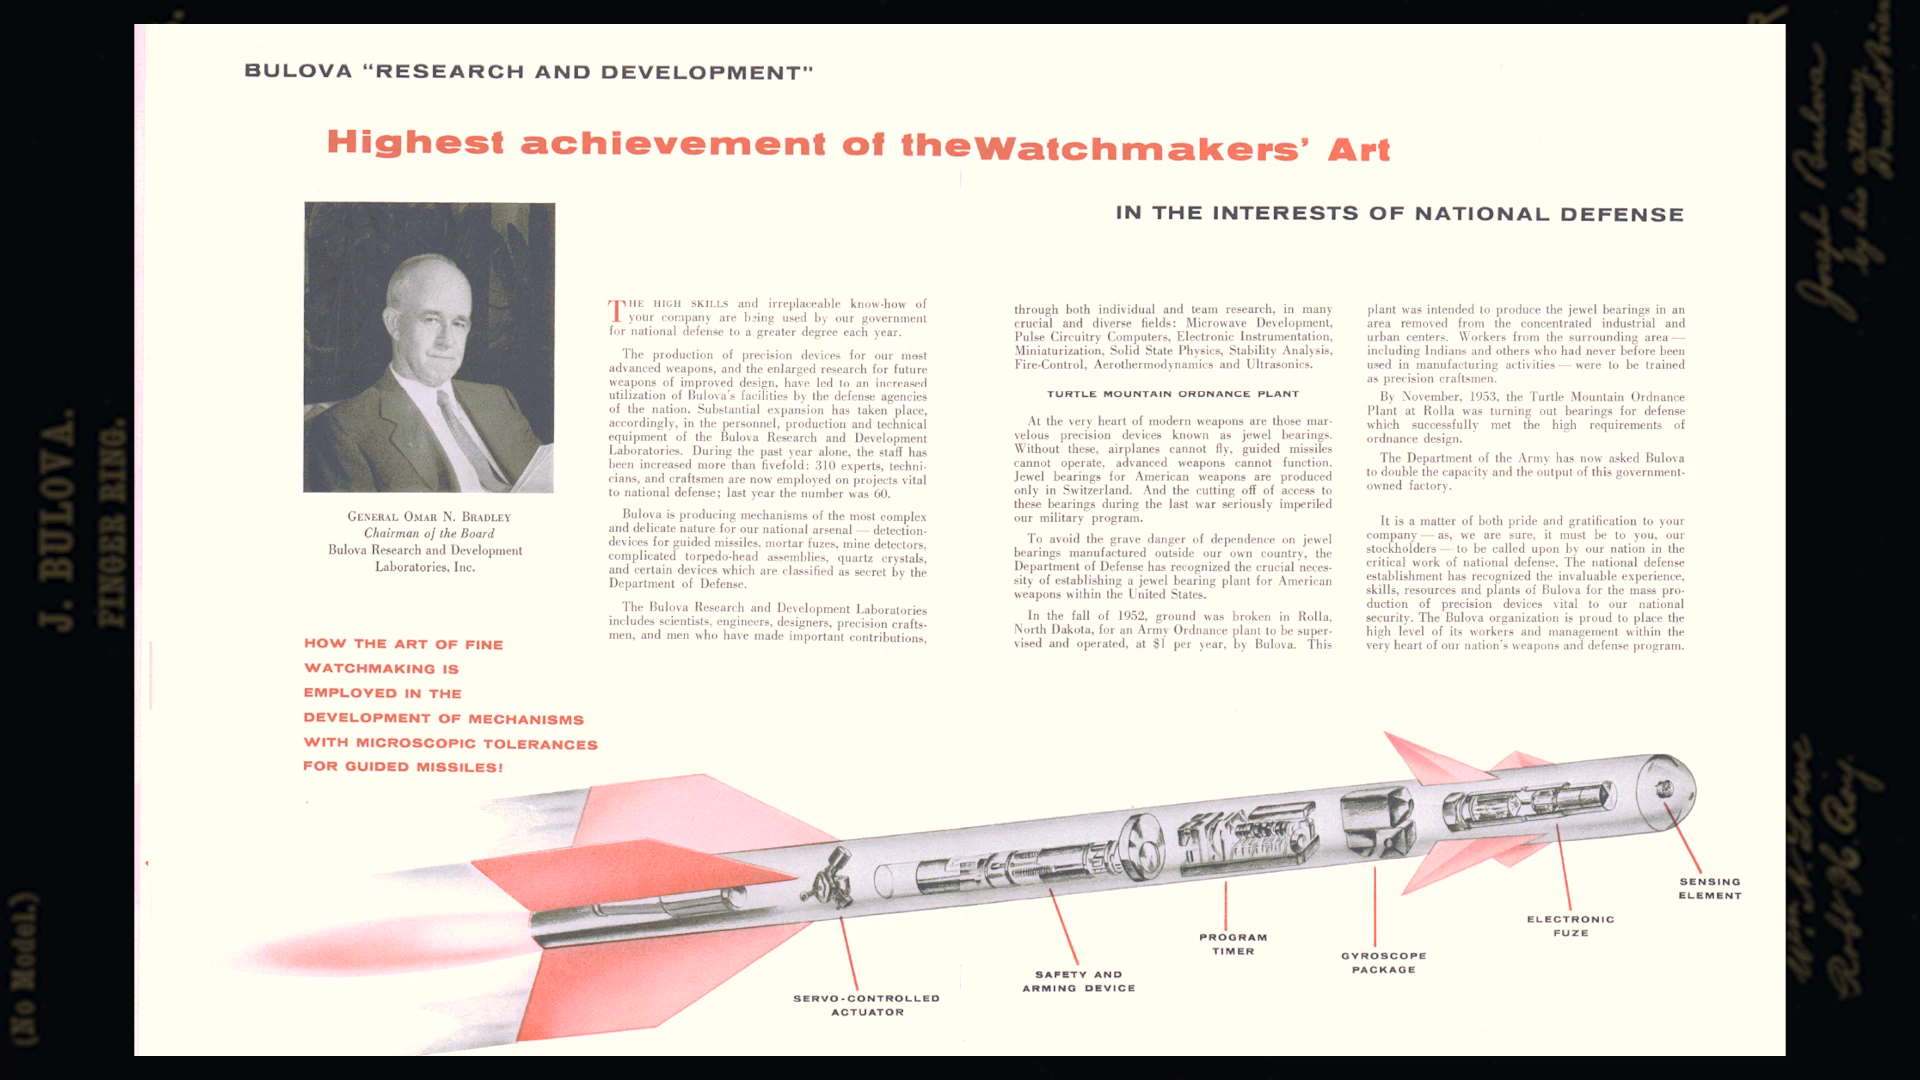 BULOVA “RESEARCH AND DEVELOPMENT"
Highest achievement of the Watchmakers’ Art
IN THE INTERESTS OF NATIONAL DEFENSE
GENERAL OMAR N. BRADLEY
Chairman of the Board
Bulova Research and Development
Laboratories, Inc.
HOW THE ART OF FINE
WATCHMAKING IS
EMPLOYED IN THE
DEVELOPMENT OF MECHANISMS
WITH MICROSCOPIC TOLERANCES
FOR GUIDED MISSILES!
THE HIGH SKILLS and irreplaceable know-how of
your company are being used by our government
for national defense to a greater degree each year.
The production of precision devices for our most
advanced weapons, and the enlarged research for future
weapons of improved design, have led to an increased
utilization of Bulova's facilities by the defense agencies
of the nation. Substantial expansion has taken place,
accordingly, in the personnel, production and technical
equipment of the Bulova Research and Development
Laboratories. During the past year alone, the staff has
been increased more than fivefold: 310 experts, techni-
cians, and craftsmen are now employed on projects vital
to national defense; last year the number was 60.
Bulova is producing mechanisms of the most complex
and delicate nature for our national arsenal — detection-
devices for guided missiles, mortar fuzes, mine detectors,
complicated torpedo-head assemblies, quartz crystals,
and certain devices which are classified as secret by the
Department of Defense.
The Bulova Research and Development Laboratories
includes scientists, engineers, designers, precision crafts-
men, and men who have made important contributions,
through both individual and team research, in many
crucial and diverse fields: Microwave Development,
Pulse Circuitry Computers, Electronic Instrumentation,
Miniaturization, Solid State Physics, Stability Analysis,
Fire-Control, Aerothermodynamics and Ultrasonics.
TURTLE MOUNTAIN ORDNANCE PLANT
At the very heart of modern weapons are those mar-
velous precision devices known as jewel bearings.
Without these, airplanes cannot fly, guided missiles
cannot operate, advanced weapons cannot function.
Jewel bearings for American weapons are produced
only in Switzerland. And the cutting off of access to
these bearings during the last war seriously imperiled
our military program.
To avoid the grave danger of dependence on jewel
bearings manufactured outside our own country, the
Department of Defense has recognized the crucial neces-
sity of establishing a jewel bearing plant for American
weapons within the United States.
In the fall of 1952, ground was broken in Rolla,
North Dakota, for an Army Ordnance plant to be super-
vised and operated, at $1 per year, by Bulova. This
plant was intended to produce the jewel bearings in an
area removed from the concentrated industrial and
urban centers. Workers from the surrounding area —
including Indians and others who had never before been
used in manufacturing activities — were to be trained
as precision craftsmen.
By November, 1953, the Turtle Mountain Ordnance
Plant at Rolla was turning out bearings for defense
which successfully met the high requirements of
ordnance design.
The Department of the Army has now asked Bulova
to double the capacity and the output of this government-
owned factory.
It is a matter of both pride and gratification to your
company — as, we are sure, it must be to you, our
stockholders — to be called upon by our nation in the
critical work of national defense. The national defense
establishment has recognized the invaluable experience,
skills, resources and plants of Bulova for the mass pro-
duction of precision devices vital to our national
security. The Bulova organization is proud to place the
high level of its workers and management within the
very heart of our nation's weapons and defense program.
SERVO-CONTROLLED
ACTUATOR
SAFETY AND
ARMING DEVICE
PROGRAM
TIMER
GYROSCOPE
PACKAGE
ELECTRONIC
FUZE
SENSING
ELEMENT
J. BULOVA.
FINGER RING.
(No Model.)
Joseph Bulova
by his attorney